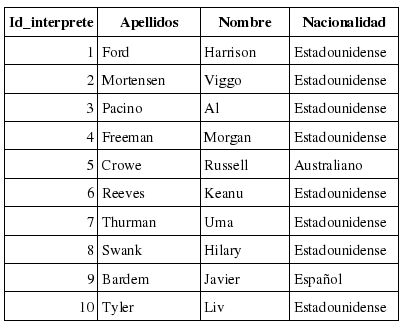 Id_interprete Apellidos Nombre Nacionalidad
1 Ford Harrison Estadounidense
2 Mortensen Viggo Estadounidense
3 Pacino Al Estadounidense
4 Freeman Morgan Estadounidense
5 Crowe Russell Australiano
6 Reeves Keanu Estadounidense
7 Thurman Uma Estadounidense
8 Swank Hilary Estadounidense
9 Bardem Javier Español
10 Tyler Liv Estadounidense